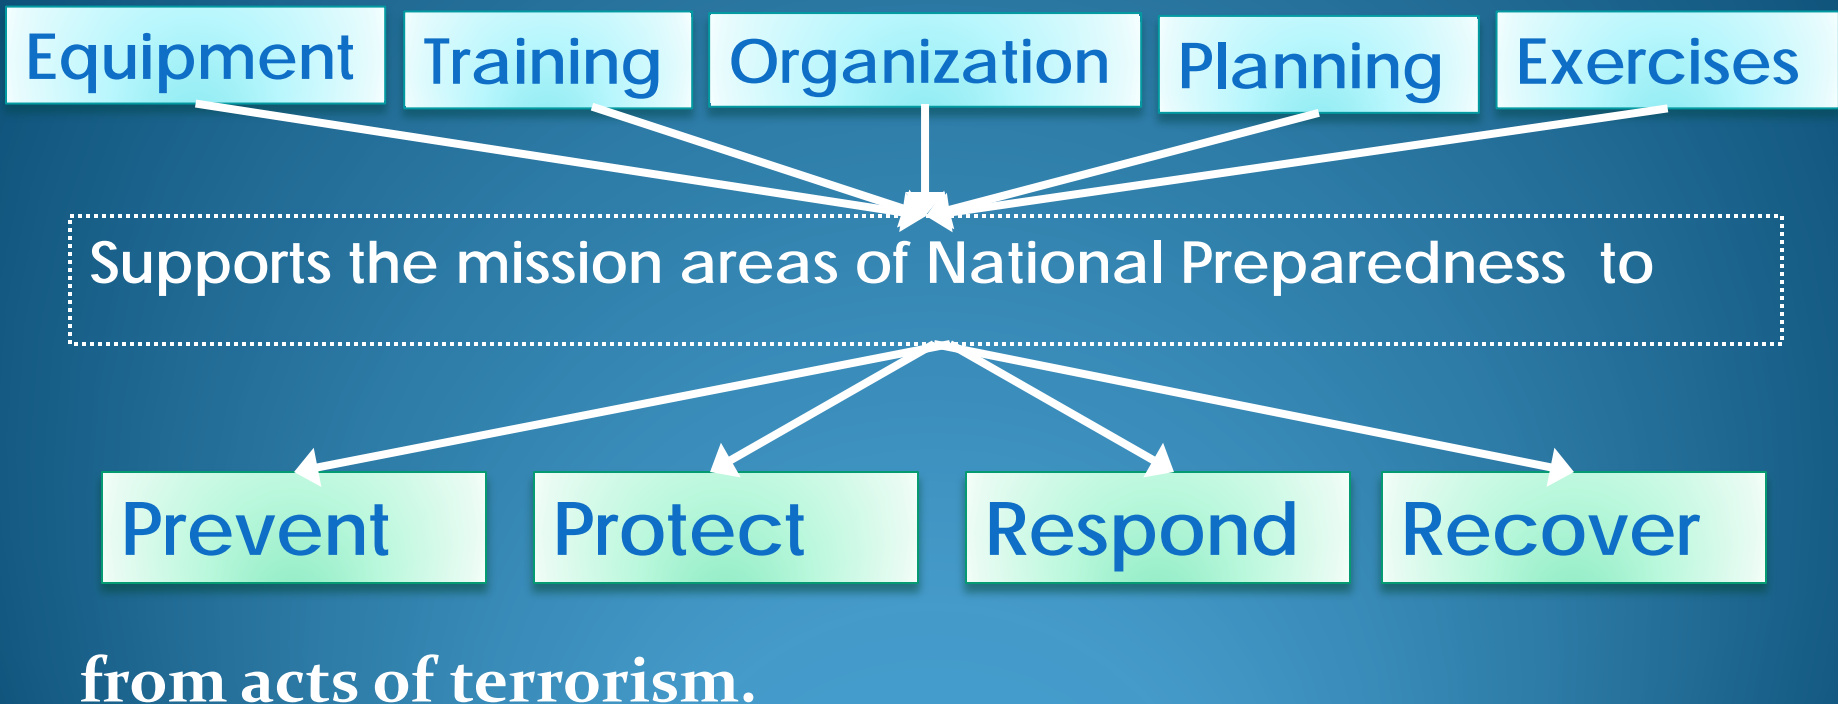 Equipment
Training
Organization
Planning
Exercises
Supports the mission areas of National Preparedness to
Prevent
Protect
Respond
Recover
from acts of terrorism.